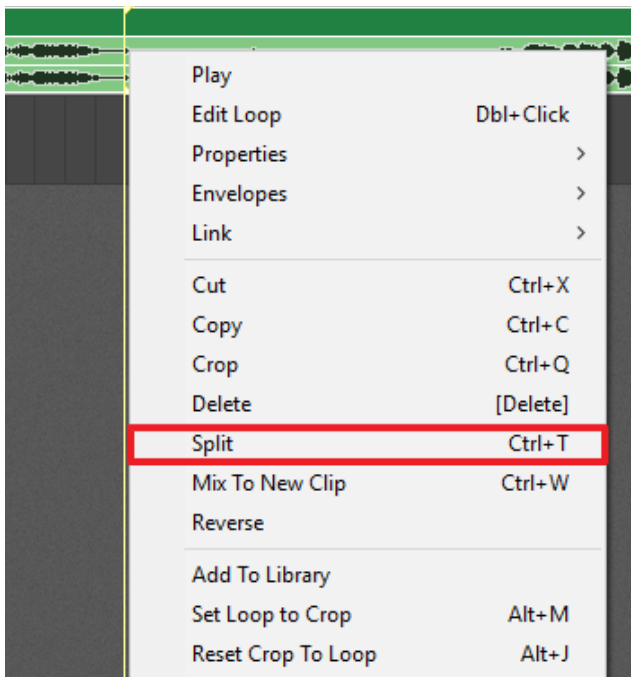 Play
Edit Loop Dbl+Click
Properties
Envelopes
Link
Cut Ctrl+X
Copy Ctrl+C
Crop Ctrl+Q
Delete [Delete]
Split Ctrl+T
Mix To New Clip Ctrl+W
Reverse
Add To Library
Set Loop to Crop Alt+M
Reset Crop To Loop Alt+J